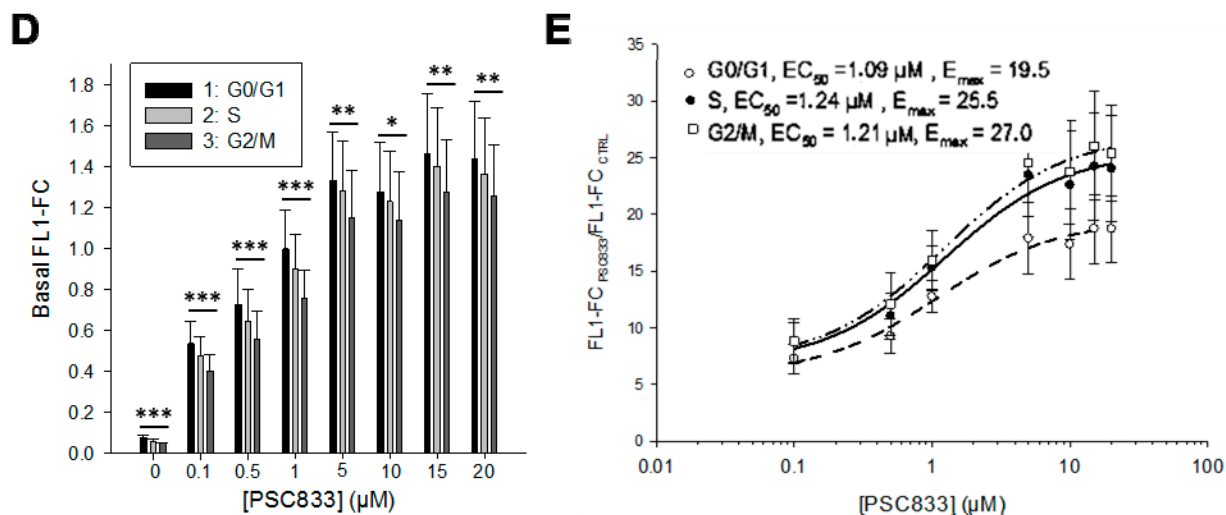 D
Basal FL1-FC
1.8
1.6
1.4
1.2
1.0
0.8
0.6
0.4
0.2
0.0
1: G0/G1
2: S
3: G2/M
***
***
***
***
**
*
**
**
0 0.1 0.5 1 5 10 15 20
[PSC833] (µM)
E
FL1-FC PSC833/FL1-FC CTRL
35
30
25
20
15
10
5
0
G0/G1, EC50 =1.09 µM , Emax = 19.5
S, EC50 =1.24 µM , Emax = 25.5
G2/M, EC50 = 1.21 µM, Emax = 27.0
0.01 0.1 1 10 100
[PSC833] (µM)